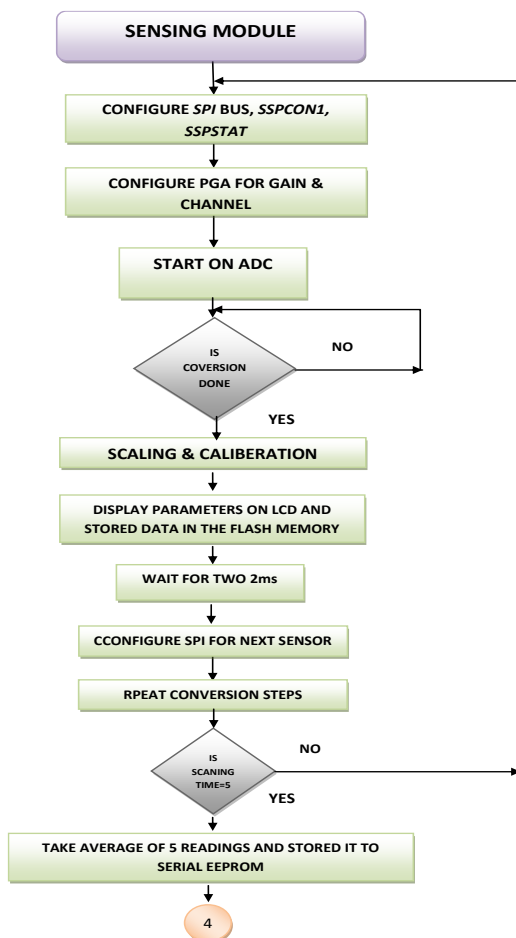 SENSING MODULE
CONFIGURE SPI BUS, SSPCON1,
SSPSTAT
CONFIGURE PGA FOR GAIN &
CHANNEL
START ON ADC
IS
COVERSION
DONE
NO
YES
SCALING & CALIBERATION
DISPLAY PARAMETERS ON LCD AND
STORED DATA IN THE FLASH MEMORY
WAIT FOR TWO 2ms
CCONFIGURE SPI FOR NEXT SENSOR
RPEAT CONVERSION STEPS
IS
SCANING
TIME=5
NO
YES
TAKE AVERAGE OF 5 READINGS AND STORED IT TO
SERIAL EEPROM
4